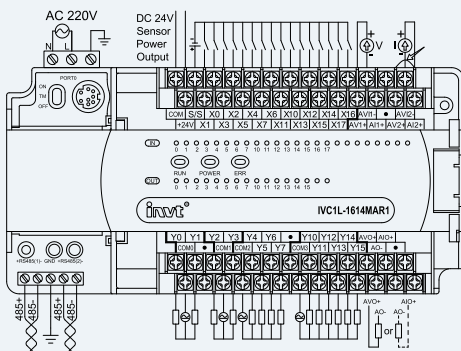 AC 220V
N L
DC 24V
Sensor
Power
Output
+ V -
+ I -
PORT0
ON
TM
OFF
COM S/S X0 X2 X4 X6 X10 X12 X14 X16 AVI1- • AVI2-
+24V X1 X3 X5 X7 X11 X13 X15 X17 AVI1+ AI1+ AV2+ AI2+
IN
0 1 2 3 4 5 6 7 10 11 12 13 14 15 16 17
RUN POWER ERR
OUT
0 1 2 3 4 5 6 7 10 11 12 13 14 15
invt
IVC1L-1614MAR1
Y0 Y1 Y2 Y3 Y4 Y6 • Y10 Y12 Y14 AVO+ AIO+
COM0 • COM1 COM2 Y5 Y7 COM3 Y11 Y13 Y15 AO- •
+RS485(1)- GND +RS485(2)-
485+
485-
485+
485-
AVO+ AIO+
AO- AO-
or